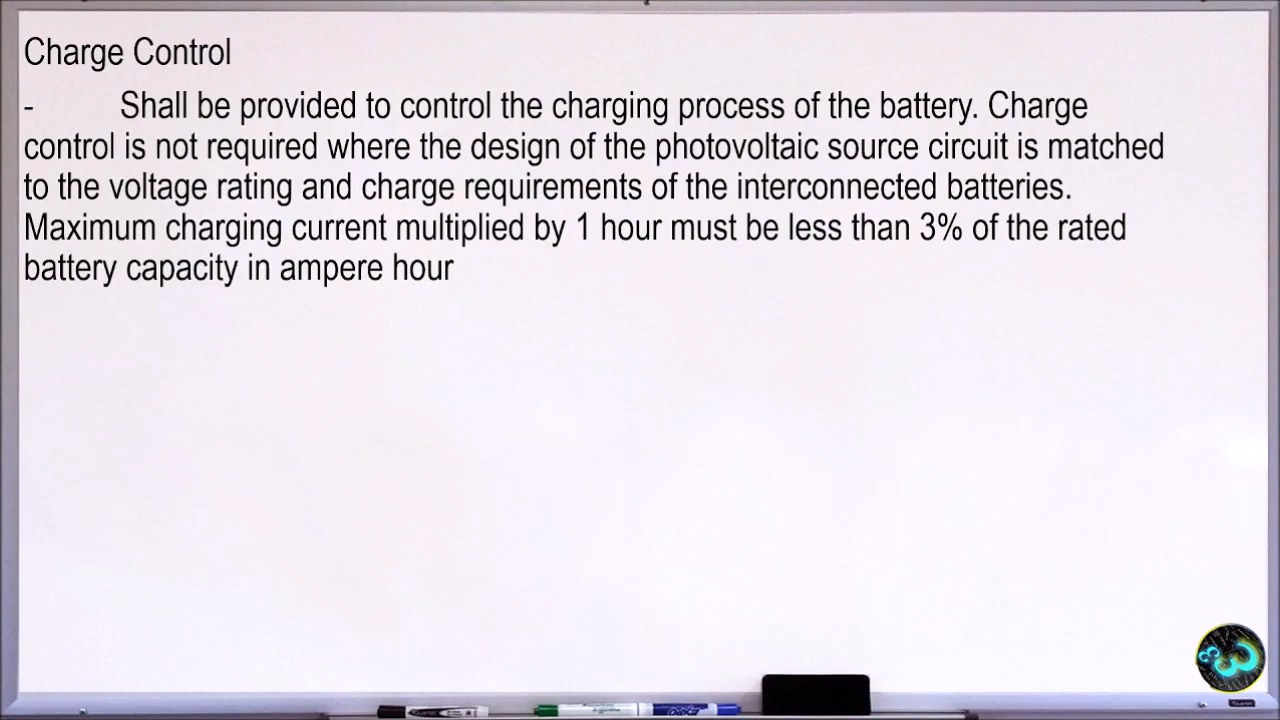 Charge Control
- Shall be provided to control the charging process of the battery. Charge
control is not required where the design of the photovoltaic source circuit is matched
to the voltage rating and charge requirements of the interconnected batteries.
Maximum charging current multiplied by 1 hour must be less than 3% of the rated
battery capacity in ampere hour